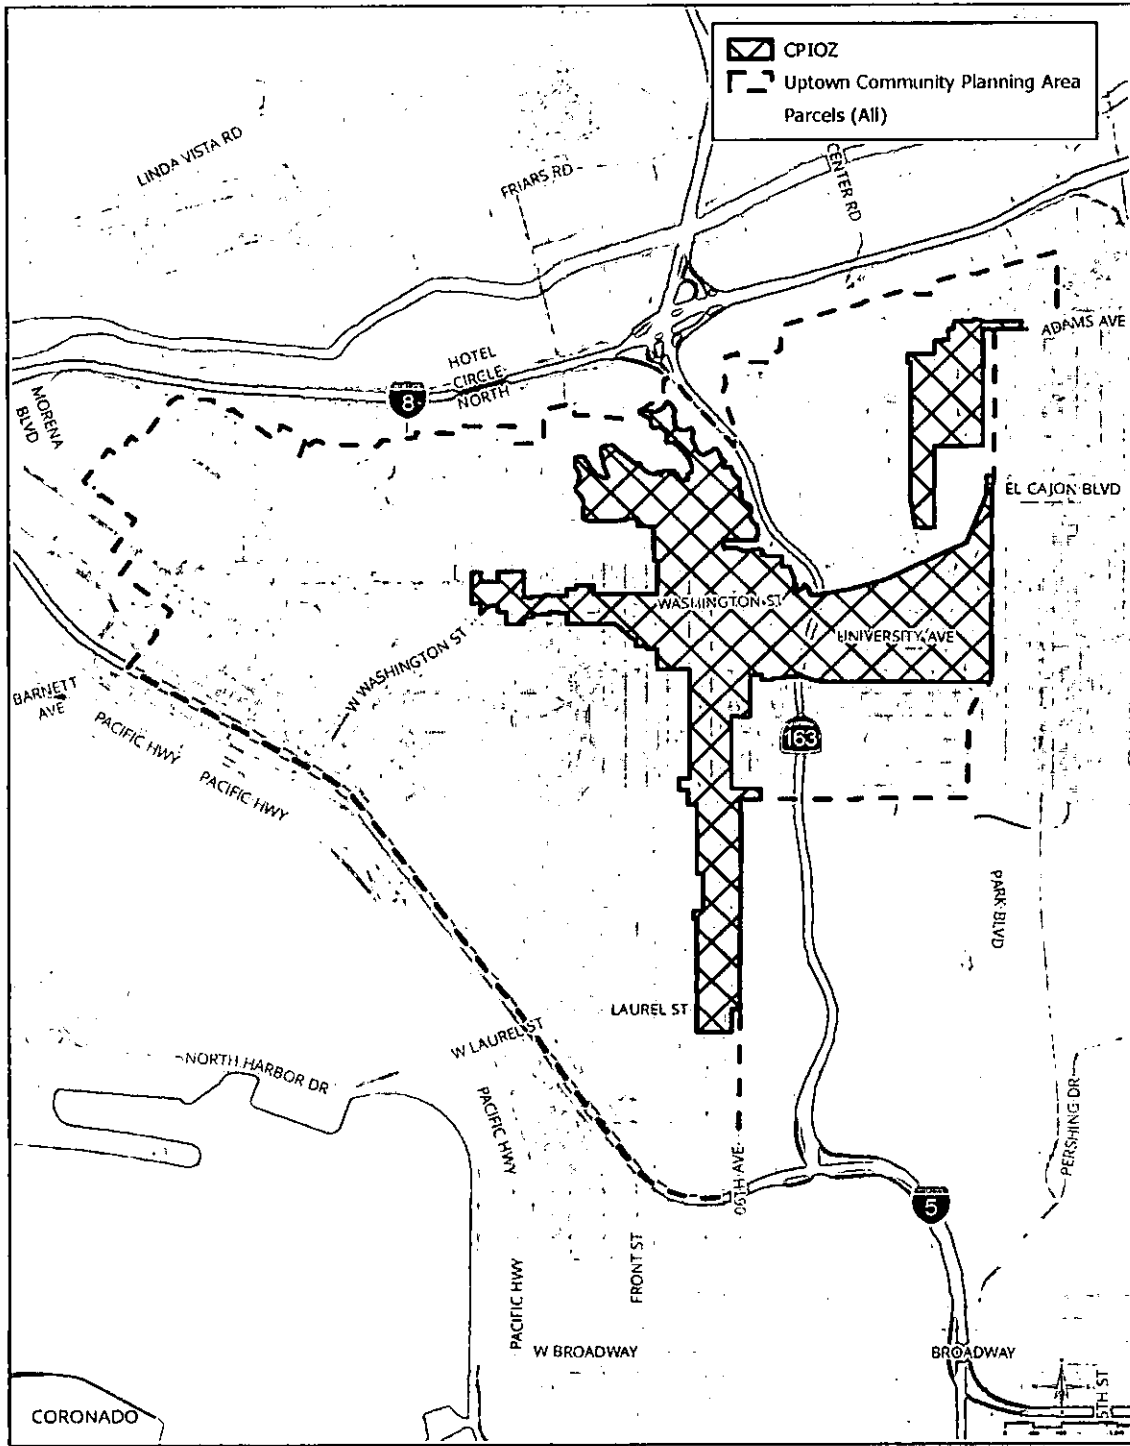 CPIOZ
Uptown Community Planning Area
Parcels (All)
LINDA VISTA RD
FRIARS RD
CENTER RD
ADAMS AVE
HOTEL
CIRCLE
NORTH
8
MORENA
BLVD
EL CAJON BLVD
WASHINGTON ST
UNIVERSITY AVE
W WASHINGTON ST
BARNETT
AVE
PACIFIC HWY
PACIFIC HWY
163
PARK BLVD
LAUREL ST
W LAUREL ST
NORTH HARBOR DR
PACIFIC HWY
PERSHING DR
06TH AVE
5
FRONT ST
PACIFIC HWY
W BROADWAY
BROADWAY
5TH ST
CORONADO